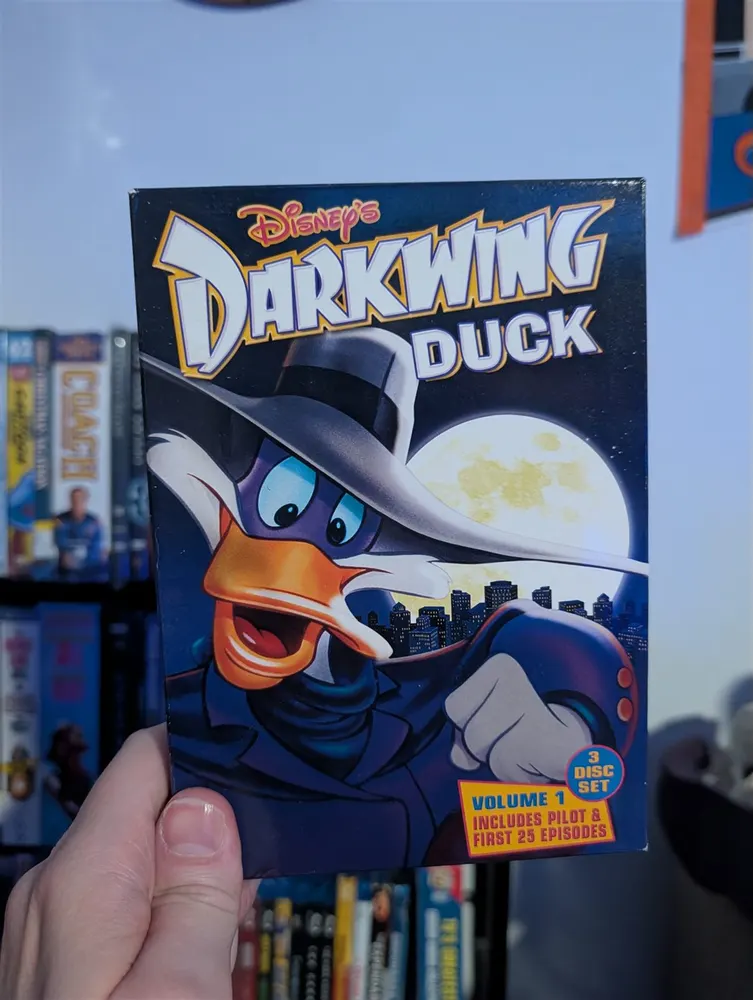 DISNEY'S
DARKWING
DUCK
COACH
3
DISC
SET
VOLUME 1
INCLUDES PILOT &
FIRST 25 EPISODES